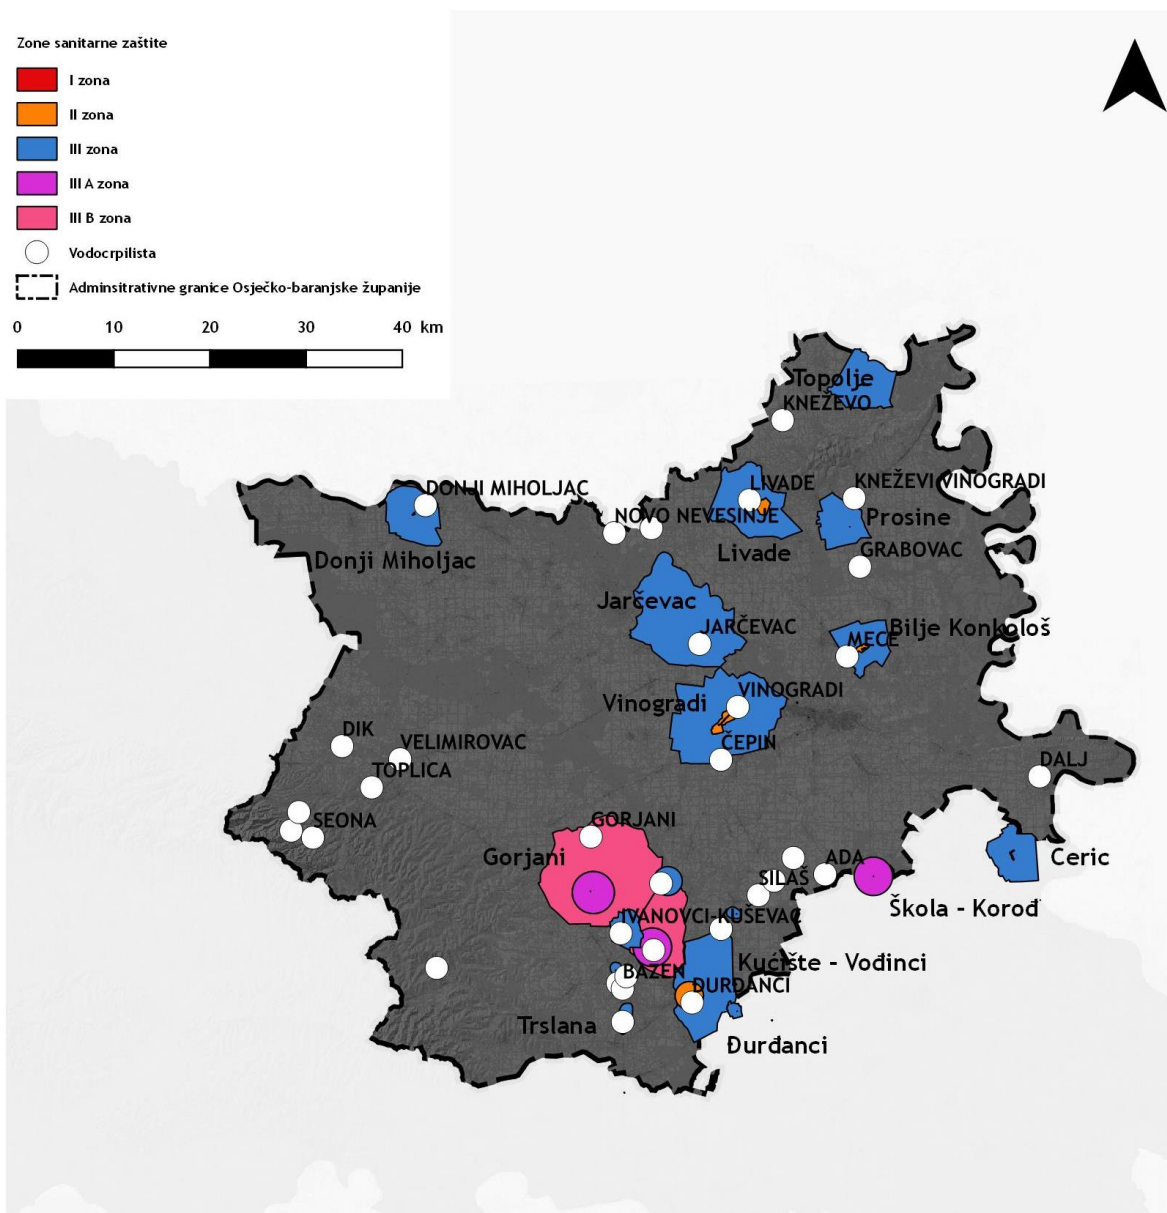 Zone sanitarne zaštite
I zona
II zona
III zona
III A zona
III B zona
Vodocrpilista
Adminsitrativne granice Osječko-baranjske županije
0 10 20 30 40 km
Topolje
KNEŽEVO
LIVADE
KNEŽEVI VINOGRADI
DONJI MIHOLJAC
NOVO NEVESINJE
Prosine
Livade
GRABOVAC
Donji Miholjac
Jarčevac
JARČEVAC
Bilje Konkološ
MECE
VINOGRADI
Vinogradi
DIK
VELIMIROVAC
ČEPIN
DALJ
TOPLICA
SEONA
GORJANI
Gorjani
ADA
Ceric
SILAŠ
Škola - Korođ
IVANOVCI-KUŠEVAC
Kućište - Vođinci
BAZEN
ĐURĐANCI
Trslana
Đurđanci